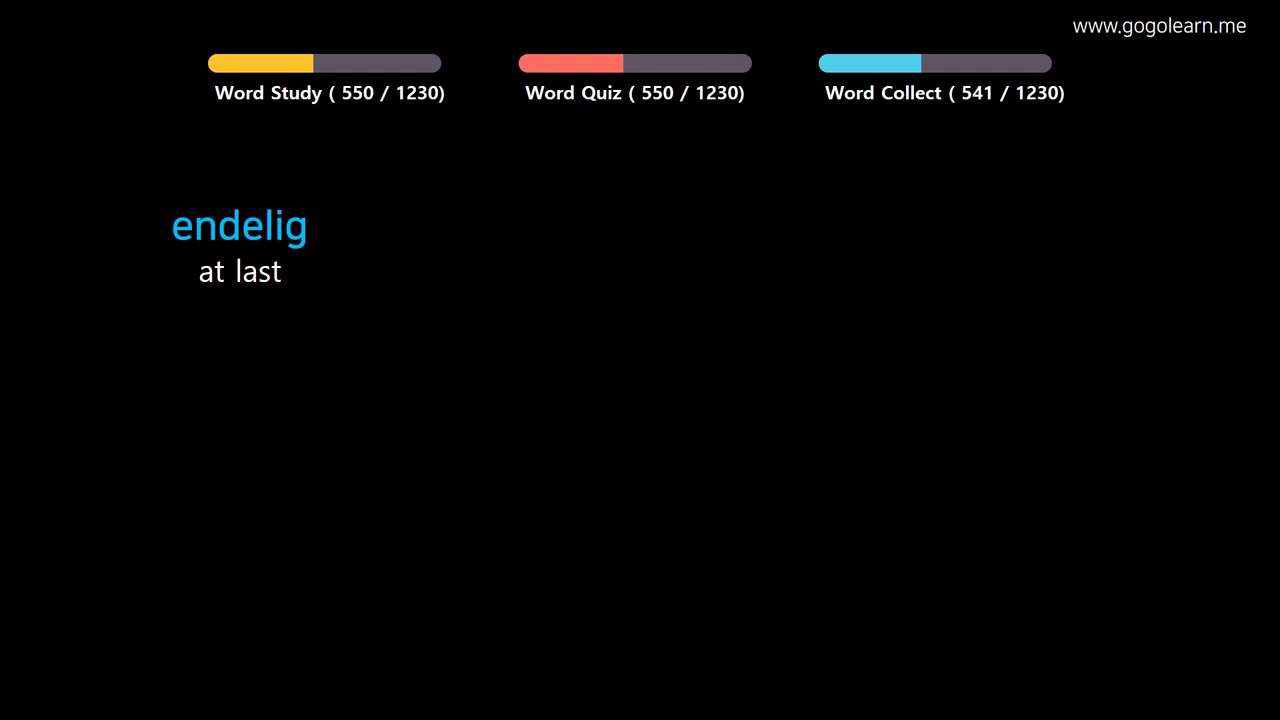 www.gogolearn.me
Word Study ( 550 / 1230)
Word Quiz ( 550 / 1230)
Word Collect ( 541 / 1230)
endelig
at last